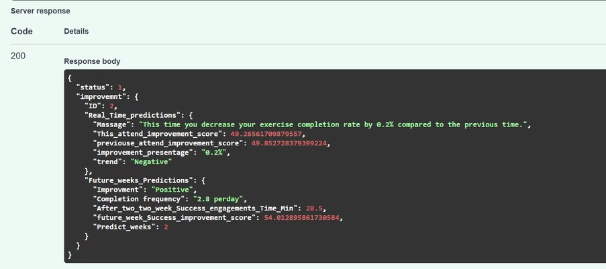 Server response
Code Details
200
Response body
{
"status": 1,
"improvemnt": {
"ID": 2,
"Real_Time_predictions": {
"Massage": "This time you decrease your exercise completion rate by 0.2% compared to the previous time.",
"This_attend_improvement_score": 49.26561700879557,
"previouse_attend_improvement_score": 49.852728379399224,
"improvement_presentage": "0.2%",
"trend": "Negative"
},
"Future_weeks_Predictions": {
"Improvment": "Positive",
"Completion frequency": "2.8 perday",
"After_two_two_week_Success_engagements_Time_Min": 28.5,
"future_week_Success_improvement_score": 54.012895861730584,
"Predict_weeks": 2
}
}
}